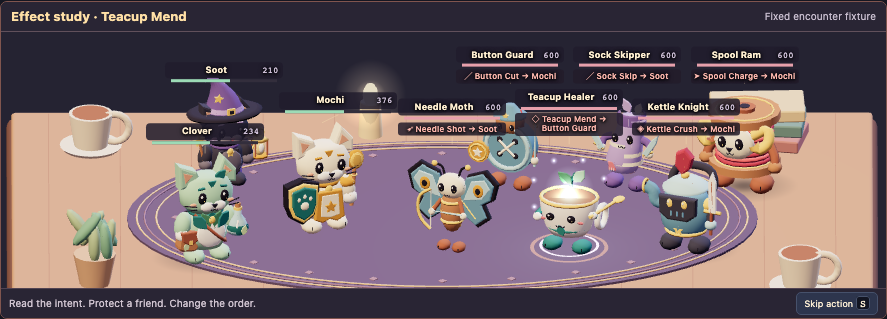 Effect study · Teacup Mend
Fixed encounter fixture
Button Guard 600
Button Cut → Mochi
Sock Skipper 600
Sock Skip → Soot
Spool Ram 600
Spool Charge → Mochi
Soot 210
Mochi 376
Needle Moth 600
Needle Shot → Soot
Teacup Healer 600
Teacup Mend →
Button Guard
Kettle Knight 600
Kettle Crush → Mochi
Clover 234
Read the intent. Protect a friend. Change the order.
Skip action S